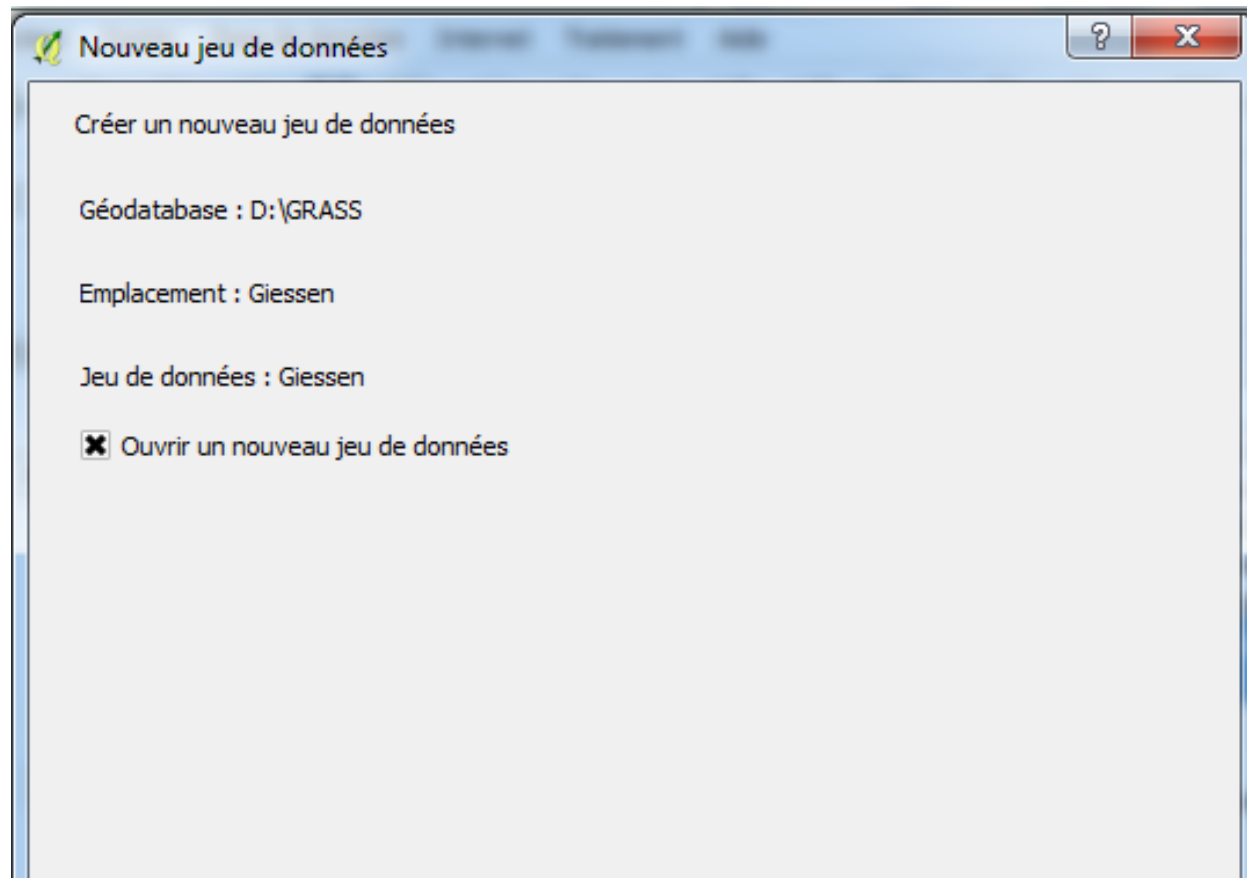 Nouveau jeu de données
Créer un nouveau jeu de données
Géodatabase : D:\GRASS
Emplacement : Giessen
Jeu de données : Giessen
Ouvrir un nouveau jeu de données